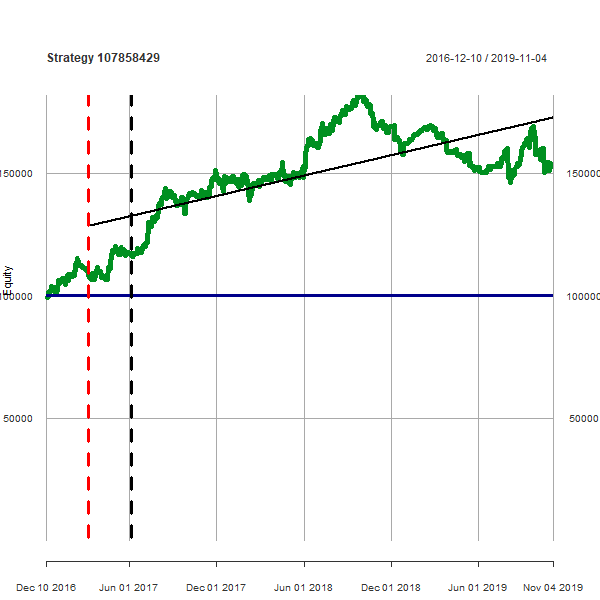 Strategy 107858429
2016-12-10 / 2019-11-04
150000 150000
Equity
100000 100000
50000 50000
Dec 10 2016 Jun 01 2017 Dec 01 2017 Jun 01 2018 Dec 01 2018 Jun 01 2019 Nov 04 2019